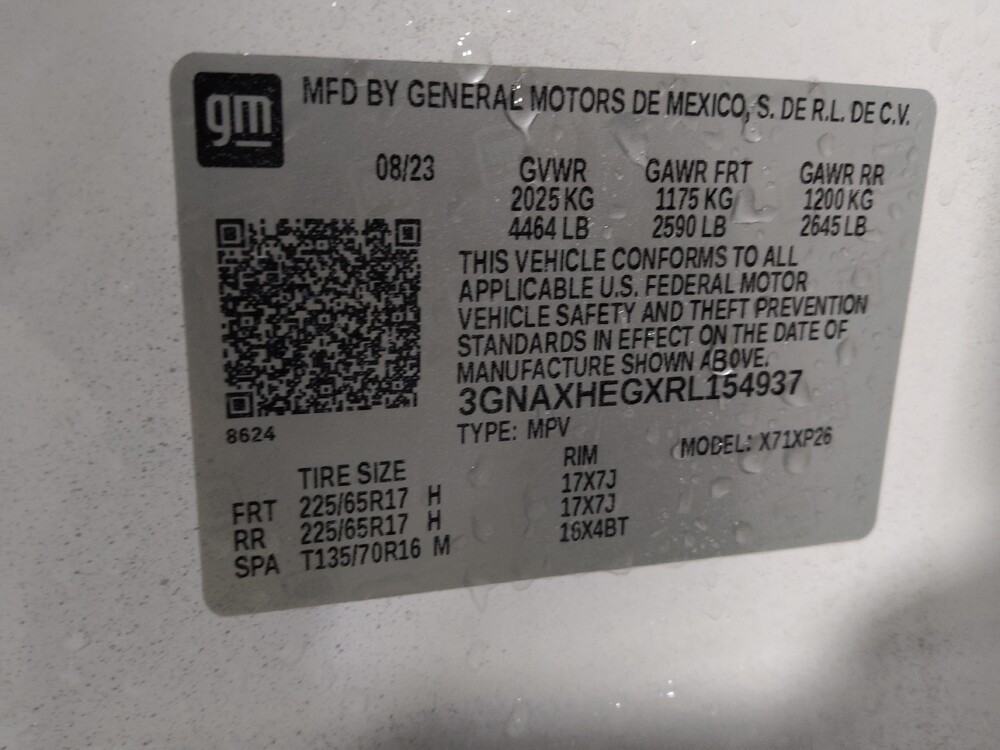 gm
MFD BY GENERAL MOTORS DE MEXICO, S. DE R.L. DE C.V.
08/23 GVWR GAWR FRT GAWR RR
2025 KG 1175 KG 1200 KG
4464 LB 2590 LB 2645 LB
THIS VEHICLE CONFORMS TO ALL
APPLICABLE U.S. FEDERAL MOTOR
VEHICLE SAFETY AND THEFT PREVENTION
STANDARDS IN EFFECT ON THE DATE OF
MANUFACTURE SHOWN ABOVE.
3GNAXHEGXRL154937
8624
TYPE: MPV MODEL: X71XP26
TIRE SIZE RIM
FRT 225/65R17 H 17X7J
RR 225/65R17 H 17X7J
SPA T135/70R16 M 16X4BT